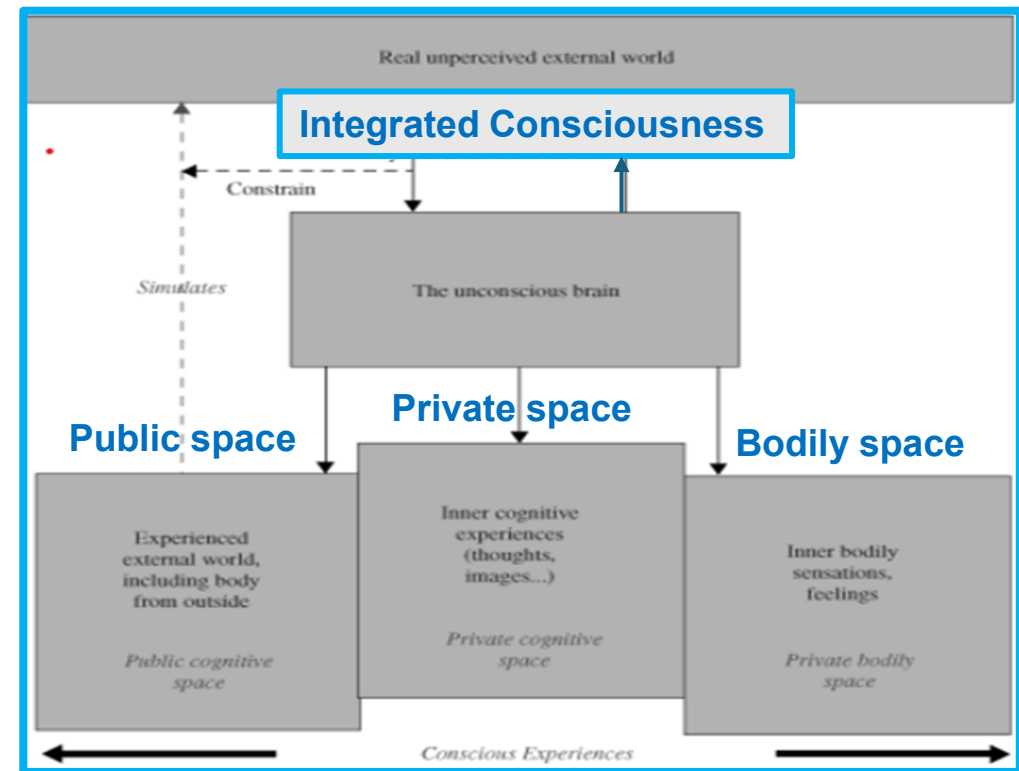 Real unperceived external world
Integrated Consciousness
Constrain
Simulates
The unconscious brain
Private space
Public space
Bodily space
Experienced
external world,
including body
from outside
Public cognitive
space
Inner cognitive
experiences
(thoughts,
images...)
Private cognitive
space
Inner bodily
sensations,
feelings
Private bodily
space
Conscious Experiences